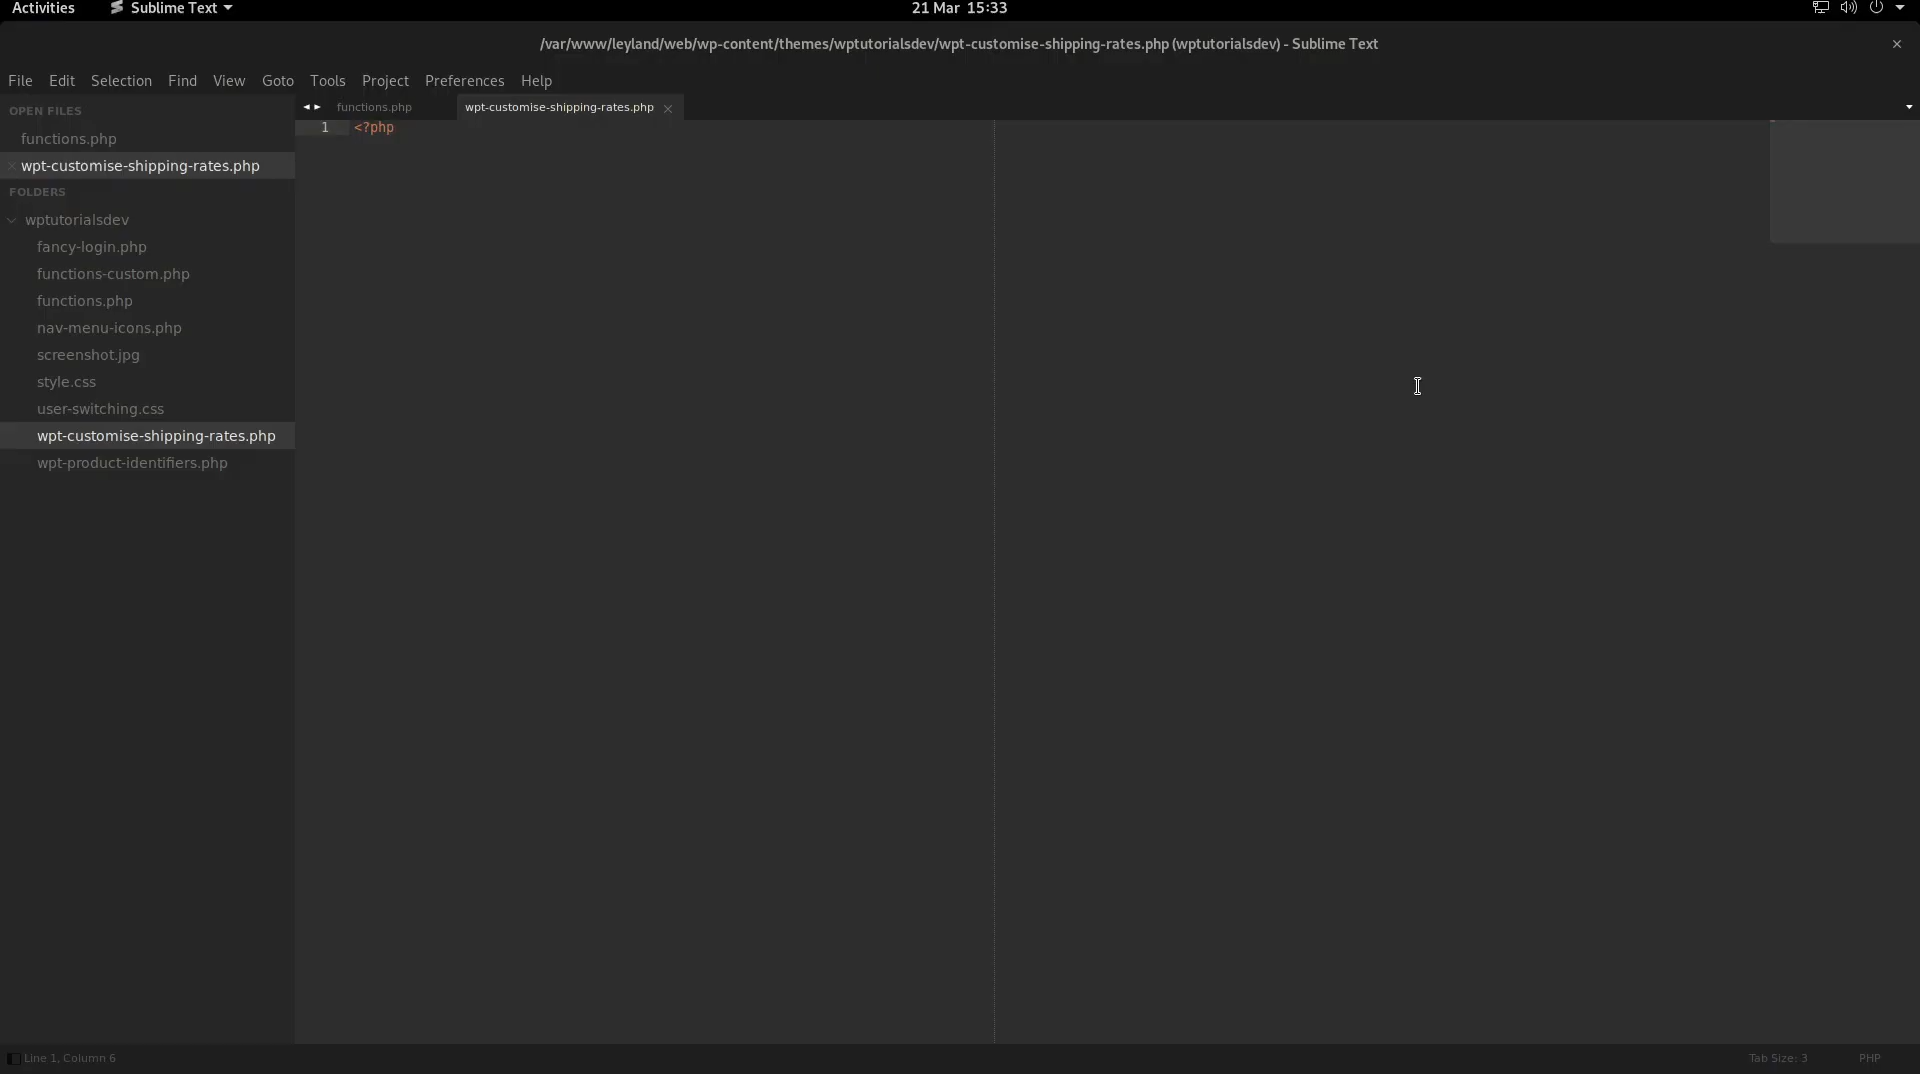 Activities Sublime Text 21 Mar 15:33
/var/www/leyland/web/wp-content/themes/wptutorialsdev/wpt-customise-shipping-rates.php (wptutorialsdev) - Sublime Text
File Edit Selection Find View Goto Tools Project Preferences Help
OPEN FILES
functions.php
wpt-customise-shipping-rates.php
FOLDERS
wptutorialsdev
fancy-login.php
functions-custom.php
functions.php
nav-menu-icons.php
screenshot.jpg
style.css
user-switching.css
wpt-customise-shipping-rates.php
wpt-product-identifiers.php
functions.php wpt-customise-shipping-rates.php
1 <?php
Line 1, Column 6 Tab Size: 3 PHP